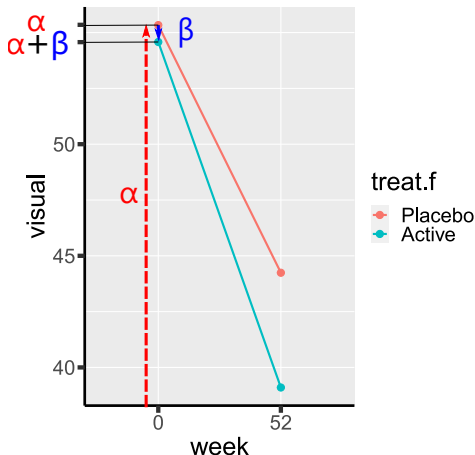 α
α+β
β
50
α
visual
45
40
0
52
week
treat.f
Placebo
Active